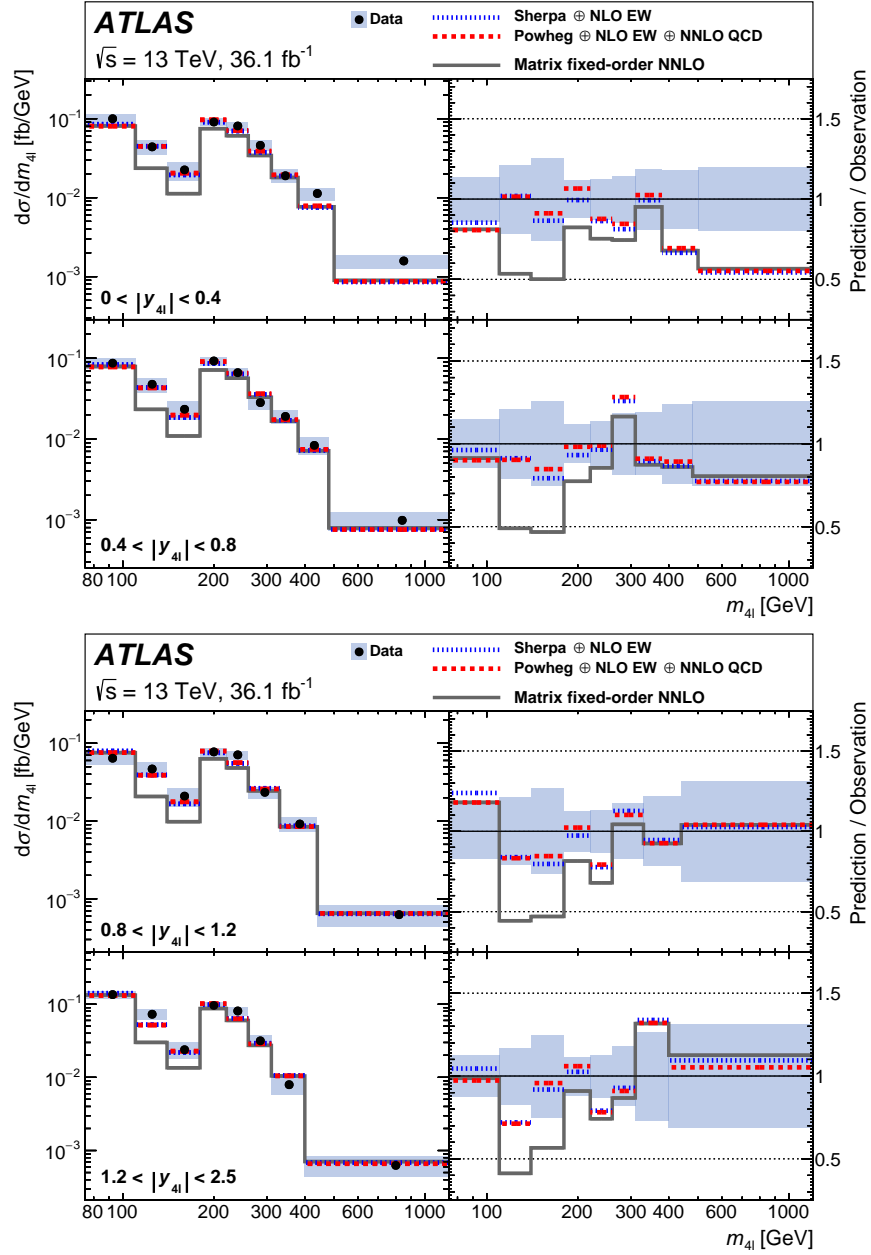 ATLAS
√s = 13 TeV, 36.1 fb⁻¹
Data
Sherpa ⊕ NLO EW
Powheg ⊕ NLO EW ⊕ NNLO QCD
Matrix fixed-order NNLO
dσ/dm₄ₗ [fb/GeV]
10⁻¹
10⁻²
10⁻³
0 < |y₄ₗ| < 0.4
1.5
1
0.5
Prediction / Observation
10⁻¹
10⁻²
10⁻³
0.4 < |y₄ₗ| < 0.8
1.5
1
0.5
80 100 200 300 400 1000
100 200 300 400 1000
m₄ₗ [GeV]
ATLAS
√s = 13 TeV, 36.1 fb⁻¹
Data
Sherpa ⊕ NLO EW
Powheg ⊕ NLO EW ⊕ NNLO QCD
Matrix fixed-order NNLO
dσ/dm₄ₗ [fb/GeV]
10⁻¹
10⁻²
10⁻³
0.8 < |y₄ₗ| < 1.2
1.5
1
0.5
Prediction / Observation
10⁻¹
10⁻²
10⁻³
1.2 < |y₄ₗ| < 2.5
1.5
1
0.5
80 100 200 300 400 1000
100 200 300 400 1000
m₄ₗ [GeV]